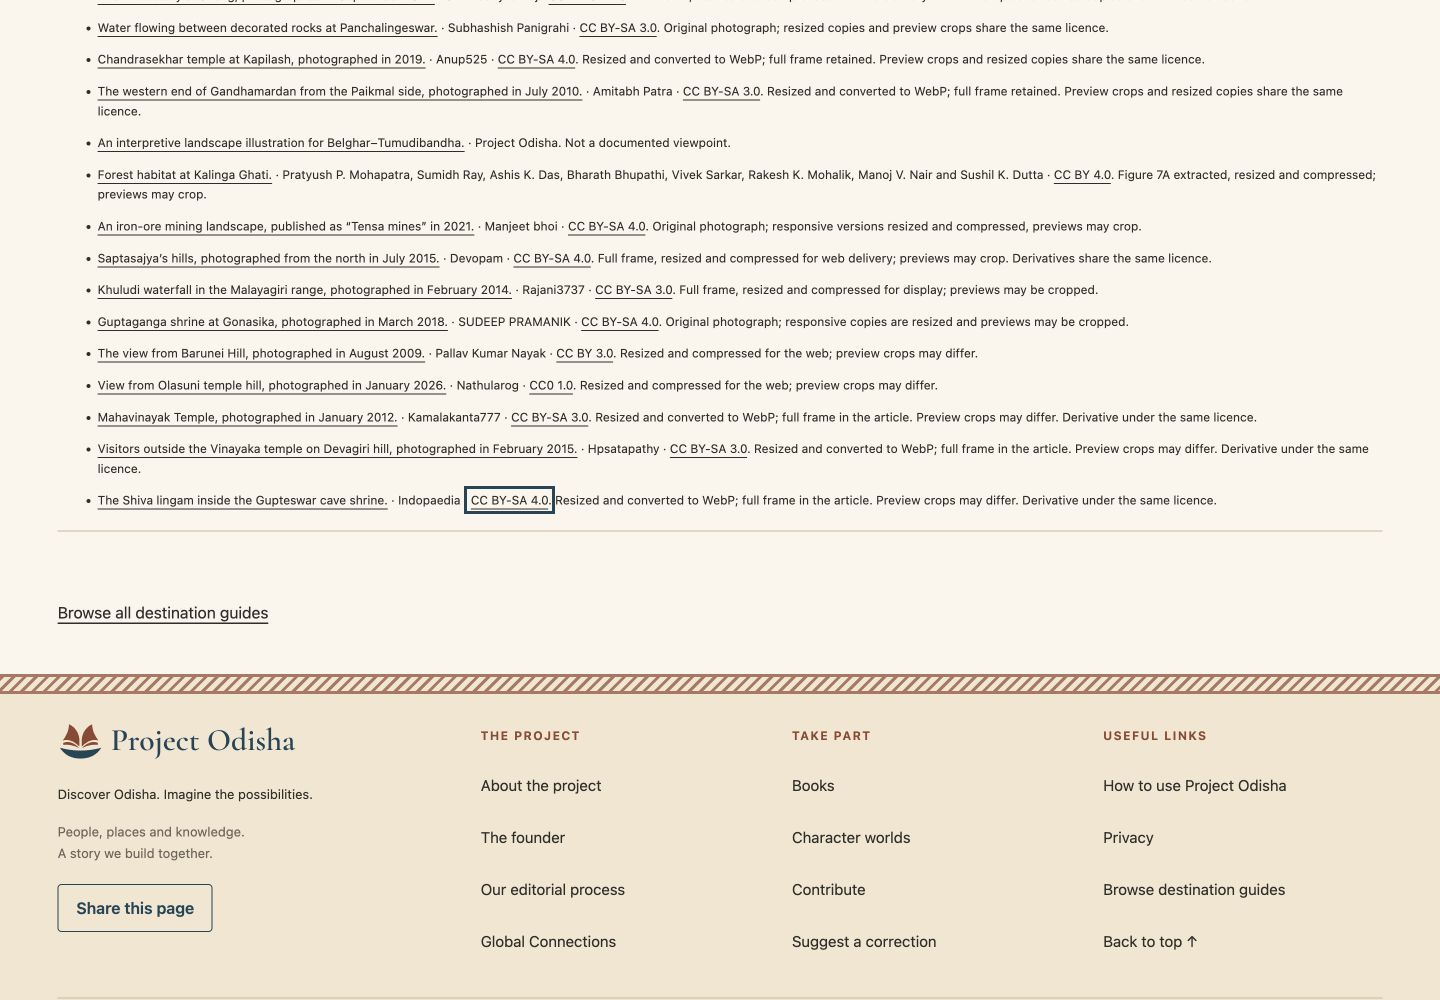 • Water flowing between decorated rocks at Panchalingeswar. · Subhashish Panigrahi · CC BY-SA 3.0. Original photograph; resized copies and preview crops share the same licence.
• Chandrasekhar temple at Kapilash, photographed in 2019. · Anup525 · CC BY-SA 4.0. Resized and converted to WebP; full frame retained. Preview crops and resized copies share the same licence.
• The western end of Gandhamardan from the Paikmal side, photographed in July 2010. · Amitabh Patra · CC BY-SA 3.0. Resized and converted to WebP; full frame retained. Preview crops and resized copies share the same
licence.
• An interpretive landscape illustration for Belghar–Tumudibandha. · Project Odisha. Not a documented viewpoint.
• Forest habitat at Kalinga Ghati. · Pratyush P. Mohapatra, Sumidh Ray, Ashis K. Das, Bharath Bhupathi, Vivek Sarkar, Rakesh K. Mohalik, Manoj V. Nair and Sushil K. Dutta · CC BY 4.0. Figure 7A extracted, resized and compressed;
previews may crop.
• An iron-ore mining landscape, published as “Tensa mines” in 2021. · Manjeet bhoi · CC BY-SA 4.0. Original photograph; responsive versions resized and compressed, previews may crop.
• Saptasajya’s hills, photographed from the north in July 2015. · Devopam · CC BY-SA 4.0. Full frame, resized and compressed for web delivery; previews may crop. Derivatives share the same licence.
• Khuludi waterfall in the Malayagiri range, photographed in February 2014. · Rajani3737 · CC BY-SA 3.0. Full frame, resized and compressed for display; previews may be cropped.
• Guptaganga shrine at Gonasika, photographed in March 2018. · SUDEEP PRAMANIK · CC BY-SA 4.0. Original photograph; responsive copies are resized and previews may be cropped.
• The view from Barunei Hill, photographed in August 2009. · Pallav Kumar Nayak · CC BY 3.0. Resized and compressed for the web; preview crops may differ.
• View from Olasuni temple hill, photographed in January 2026. · Nathularog · CC0 1.0. Resized and compressed for the web; preview crops may differ.
• Mahavinayak Temple, photographed in January 2012. · Kamalakanta777 · CC BY-SA 3.0. Resized and converted to WebP; full frame in the article. Preview crops may differ. Derivative under the same licence.
• Visitors outside the Vinayaka temple on Devagiri hill, photographed in February 2015. · Hpsatapathy · CC BY-SA 3.0. Resized and converted to WebP; full frame in the article. Preview crops may differ. Derivative under the same
licence.
• The Shiva lingam inside the Gupteswar cave shrine. · Indopaedia CC BY-SA 4.0. Resized and converted to WebP; full frame in the article. Preview crops may differ. Derivative under the same licence.
Browse all destination guides
Project Odisha
Discover Odisha. Imagine the possibilities.
People, places and knowledge.
A story we build together.
Share this page
THE PROJECT
About the project
The founder
Our editorial process
Global Connections
TAKE PART
Books
Character worlds
Contribute
Suggest a correction
USEFUL LINKS
How to use Project Odisha
Privacy
Browse destination guides
Back to top ↑